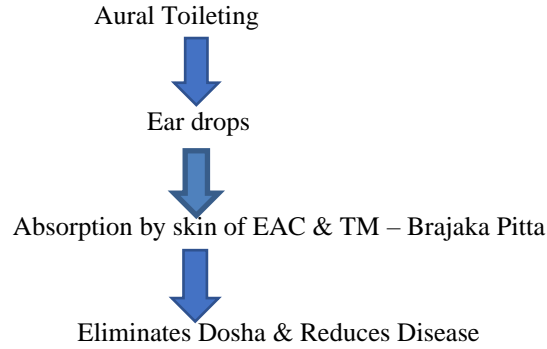 Aural Toileting
Ear drops
Absorption by skin of EAC & TM – Brajaka Pitta
Eliminates Dosha & Reduces Disease